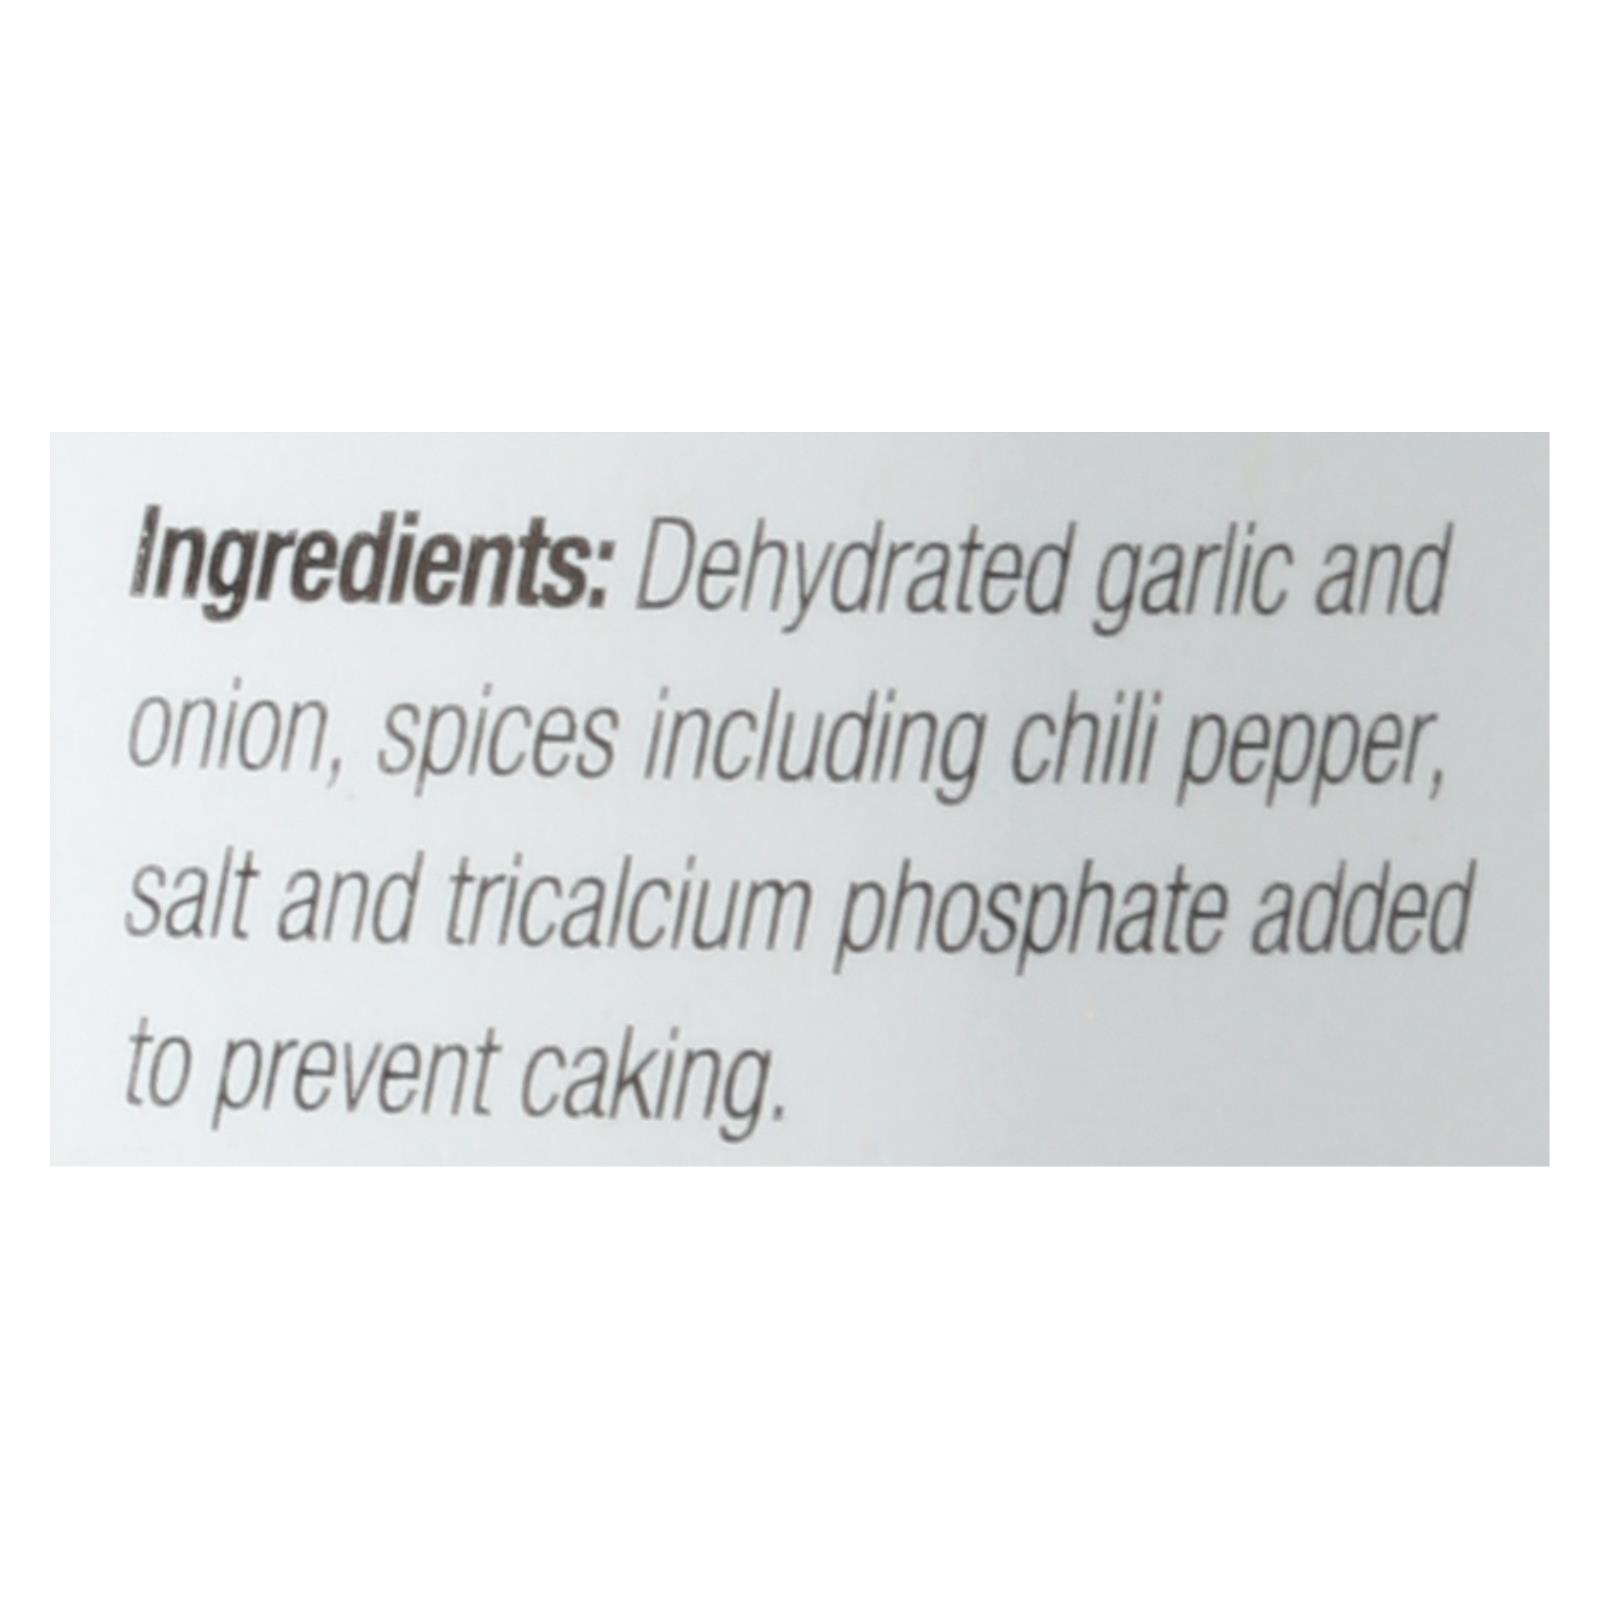 Ingredients: Dehydrated garlic and
onion, spices including chili pepper,
salt and tricalcium phosphate added
to prevent caking.